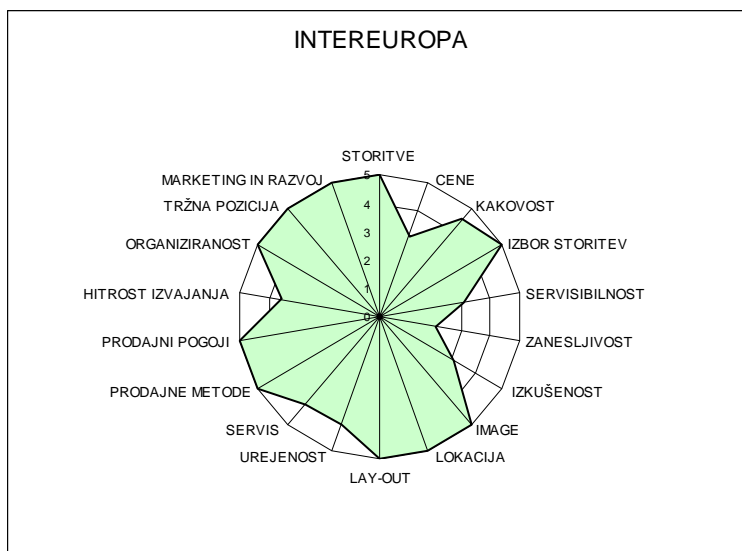 INTEREUROPA
STORITVE
CENE
KAKOVOST
IZBOR STORITEV
SERVISIBILNOST
ZANESLJIVOST
IZKUŠENOST
IMAGE
LOKACIJA
LAY-OUT
UREJENOST
SERVIS
PRODAJNE METODE
PRODAJNI POGOJI
HITROST IZVAJANJA
ORGANIZIRANOST
TRŽNA POZICIJA
MARKETING IN RAZVOJ
5
4
3
2
1
0